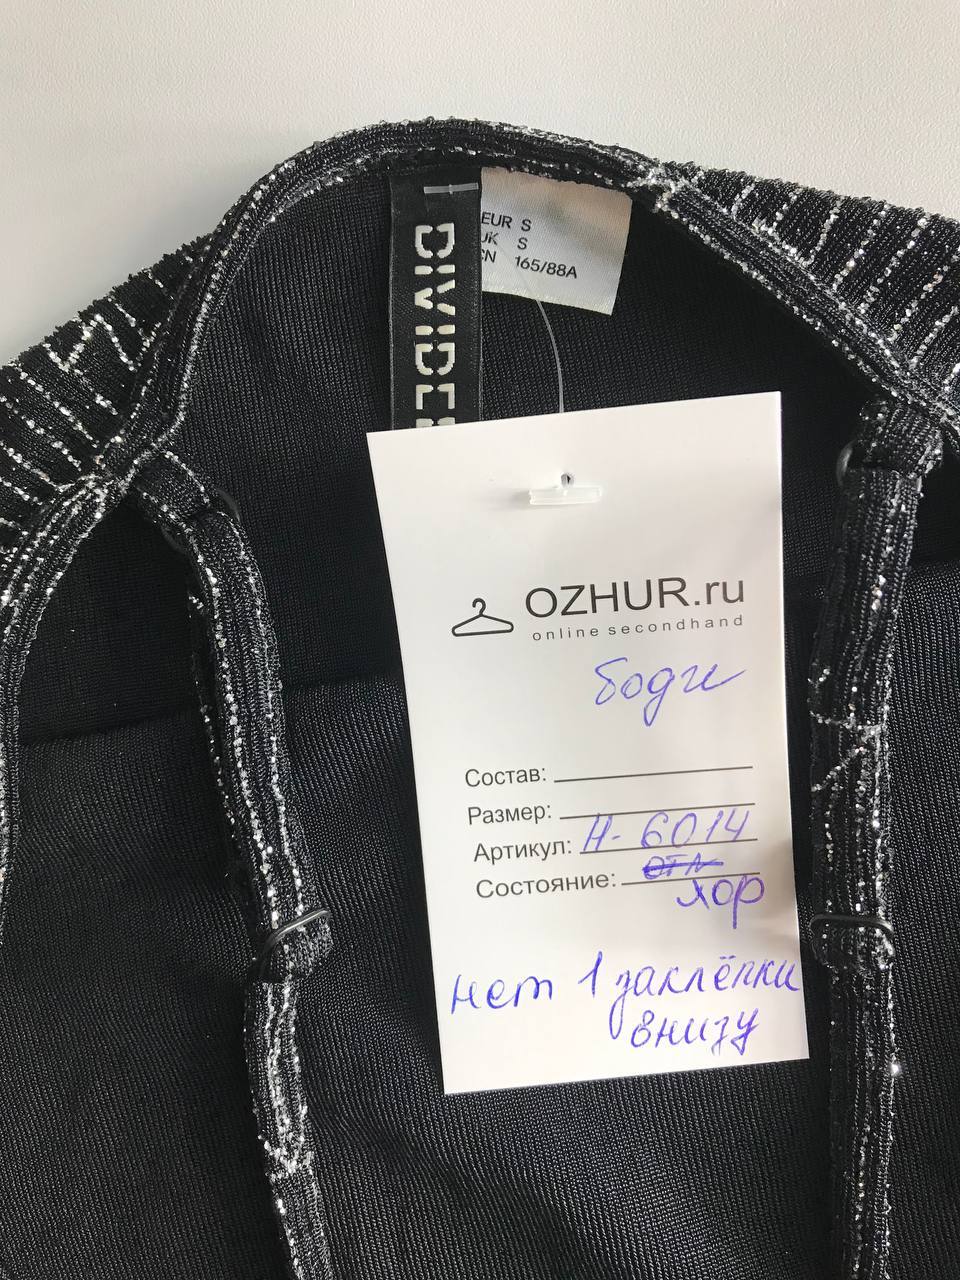 EUR S
UK S
CN 165/88A
DIVIDE
OZHUR.ru
online secondhand
боди
Состав:
Размер:
Артикул: Н-6014
Состояние: отл
хор
нет 1 заклёпки
внизу